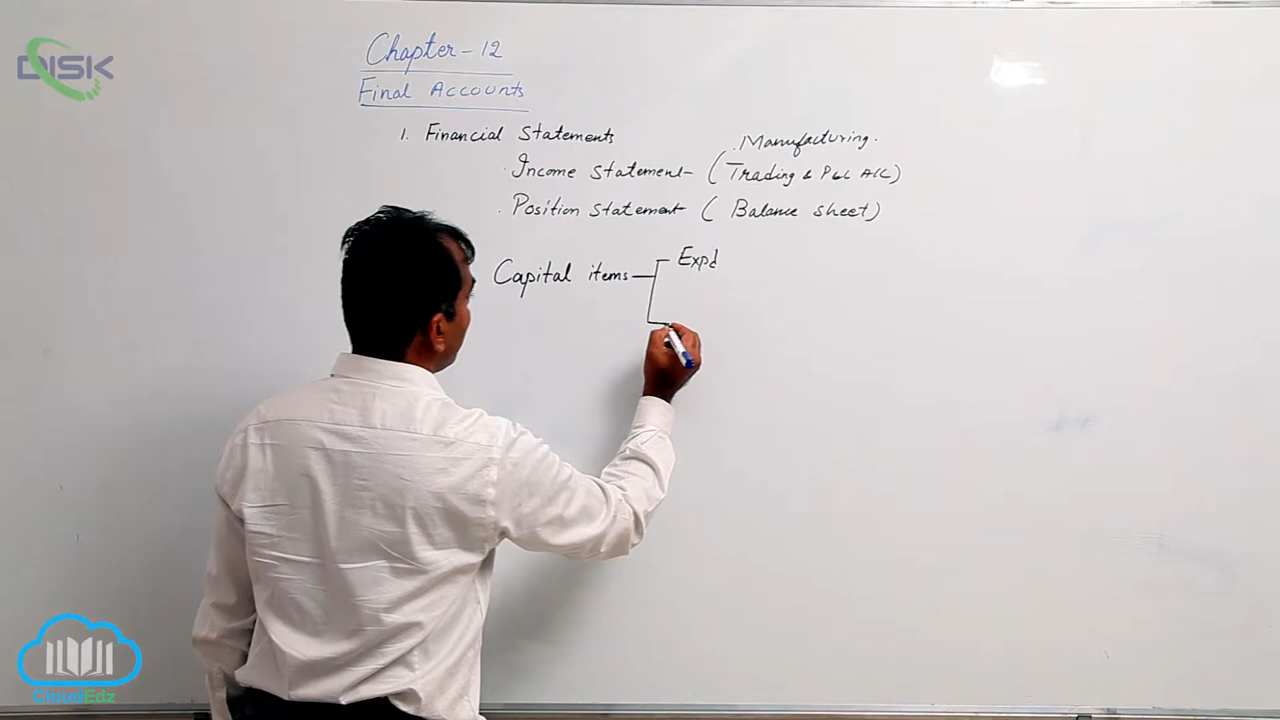 DISK
Chapter-12
Final Accounts
1. Financial Statements
Manufacturing.
· Income Statement - (Trading & P&L A/C)
· Position Statement (Balance sheet)
Capital items
Expd
CloudEdz